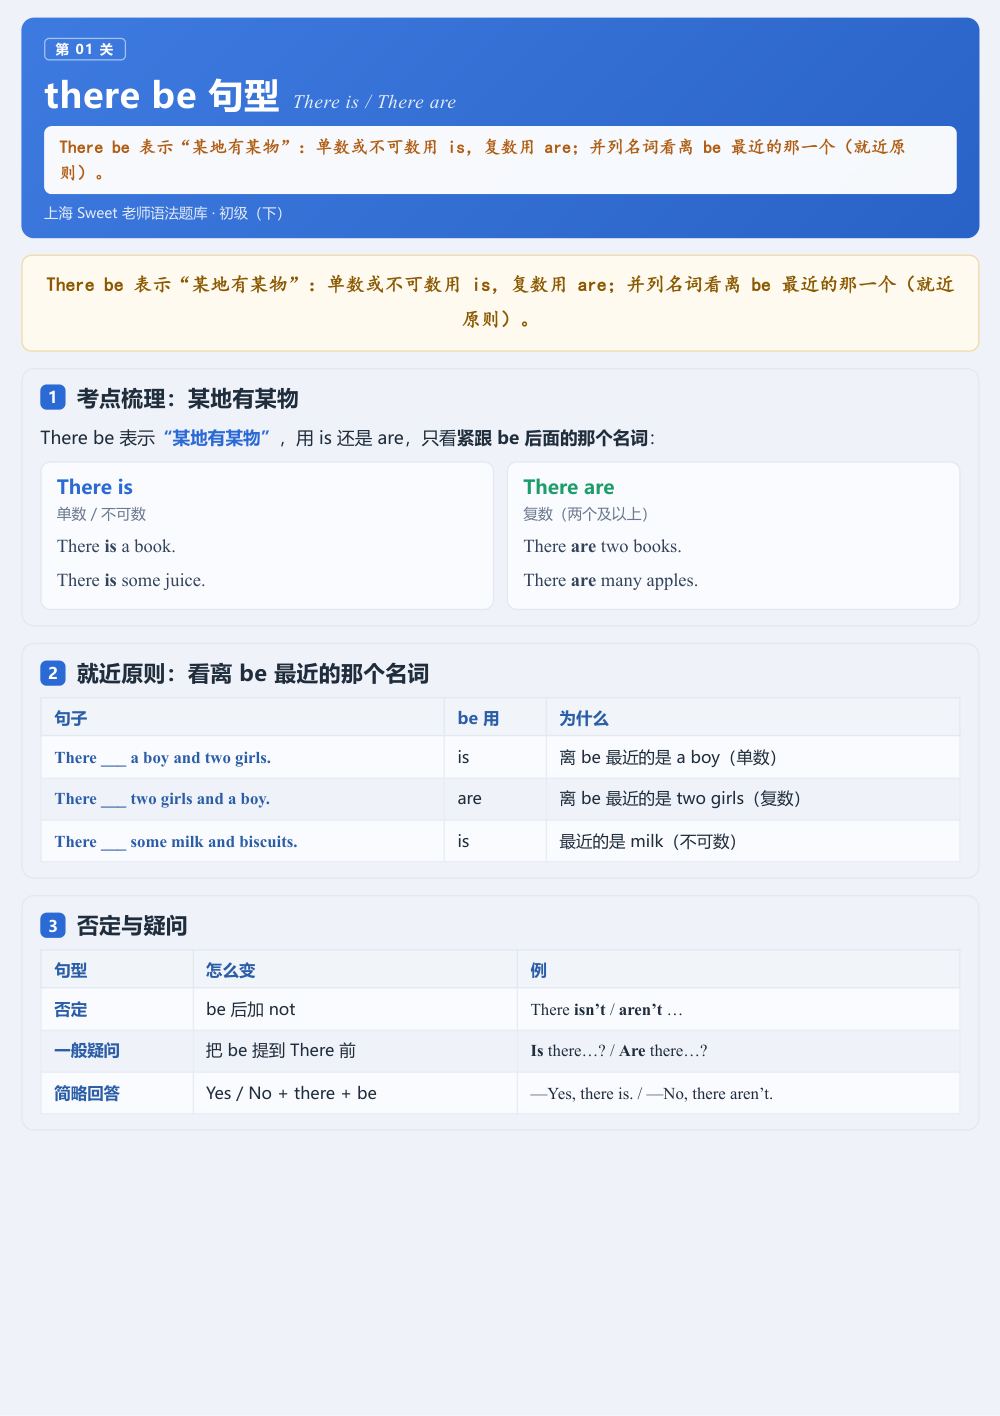 第 01 关
there be 句型 There is / There are
There be 表示“某地有某物”：单数或不可数用 is，复数用 are；并列名词看离 be 最近的那一个（就近原
则）。
上海 Sweet 老师语法题库 · 初级（下）
There be 表示“某地有某物”：单数或不可数用 is，复数用 are；并列名词看离 be 最近的那一个（就近
原则）。
1 考点梳理：某地有某物
There be 表示 “某地有某物” ，用 is 还是 are，只看紧跟 be 后面的那个名词：
There is
单数 / 不可数
There is a book.
There is some juice.
There are
复数（两个及以上）
There are two books.
There are many apples.
2 就近原则：看离 be 最近的那个名词
句子 be 用 为什么
There ___ a boy and two girls. is 离 be 最近的是 a boy（单数）
There ___ two girls and a boy. are 离 be 最近的是 two girls（复数）
There ___ some milk and biscuits. is 最近的是 milk（不可数）
3 否定与疑问
句型 怎么变 例
否定 be 后加 not There isn’t / aren’t …
一般疑问 把 be 提到 There 前 Is there…? / Are there…?
简略回答 Yes / No + there + be —Yes, there is. / —No, there aren’t.